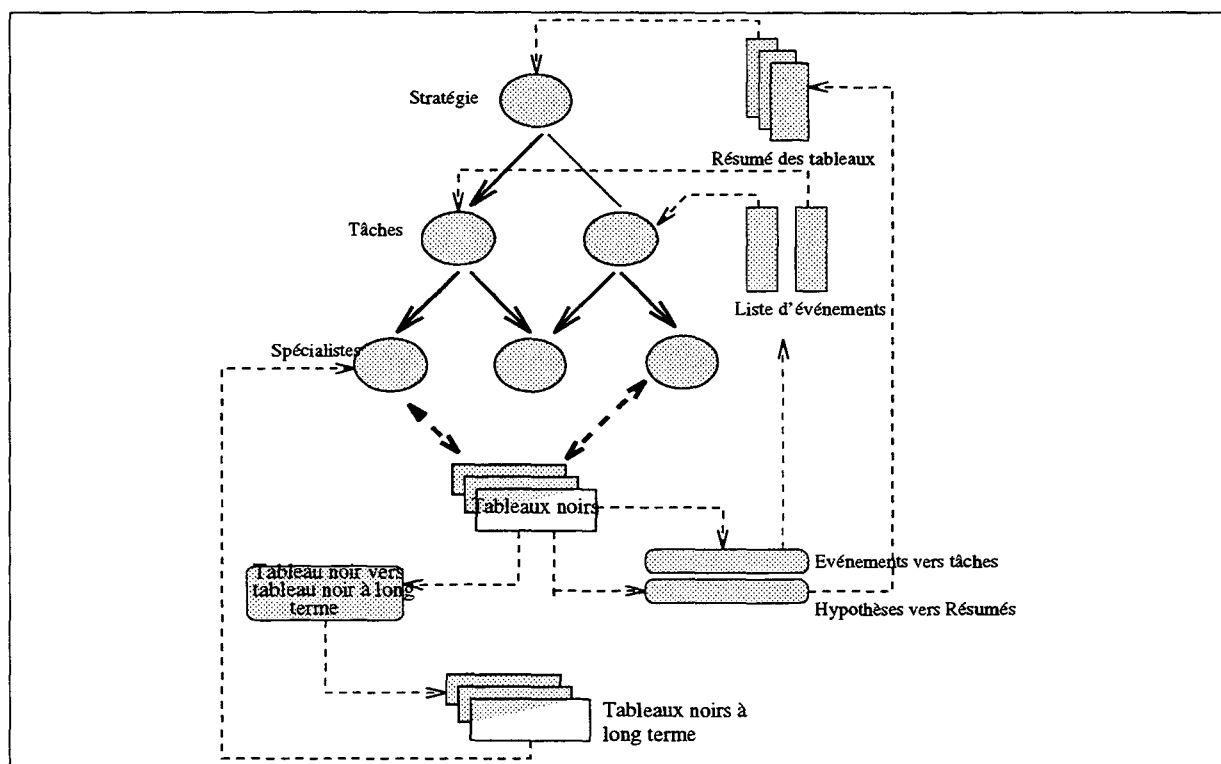 Stratégie
Résumé des tableaux
Tâches
Liste d'événements
Spécialistes
Tableaux noirs
Evénements vers tâches
Tableau noir vers
tableau noir à long
terme
Hypothèses vers Résumés
Tableaux noirs à
long terme